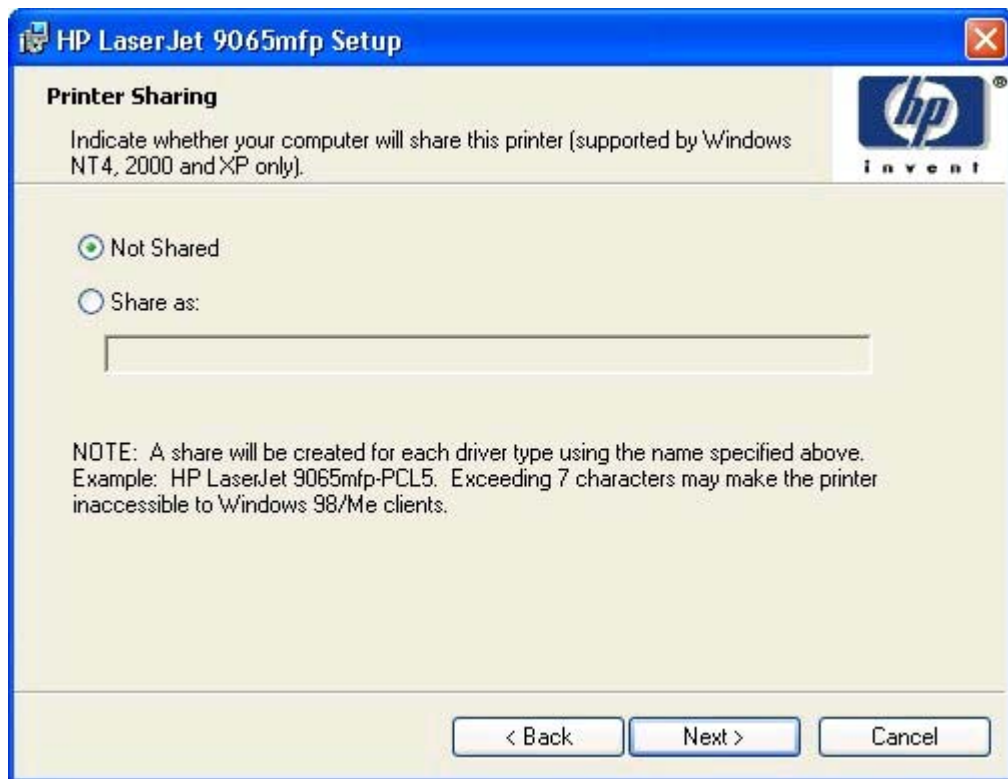 HP LaserJet 9065mfp Setup
Printer Sharing
Indicate whether your computer will share this printer (supported by Windows
NT4, 2000 and XP only).
hp
®
invent
Not Shared
Share as:
NOTE:  A share will be created for each driver type using the name specified above.
Example:  HP LaserJet 9065mfp-PCL5.  Exceeding 7 characters may make the printer
inaccessible to Windows 98/Me clients.
< Back
Next >
Cancel